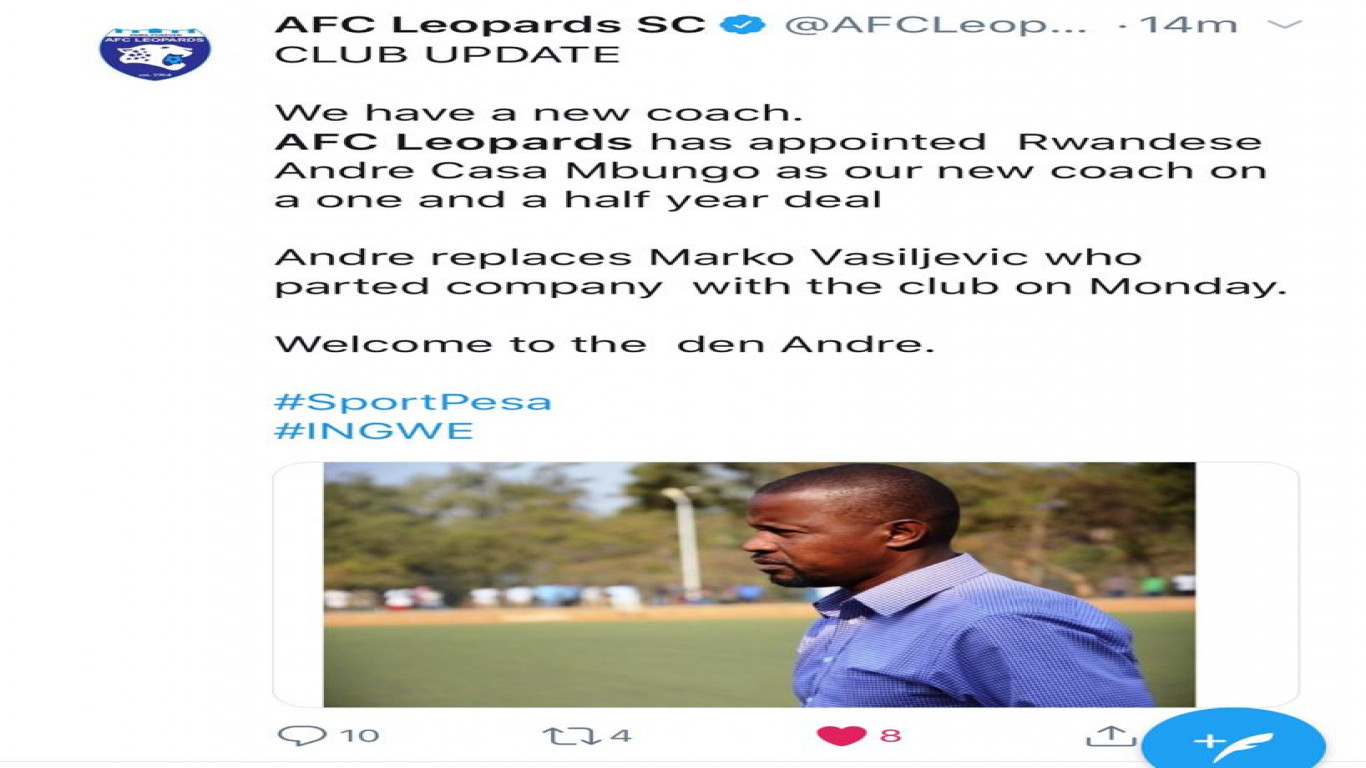 AFC Leopards SC @AFCLeop... · 14m
CLUB UPDATE
We have a new coach.
AFC Leopards has appointed Rwandese
Andre Casa Mbungo as our new coach on
a one and a half year deal
Andre replaces Marko Vasiljevic who
parted company with the club on Monday.
Welcome to the den Andre.
#SportPesa
#INGWE
10 4 8
AFC LEOPARDS